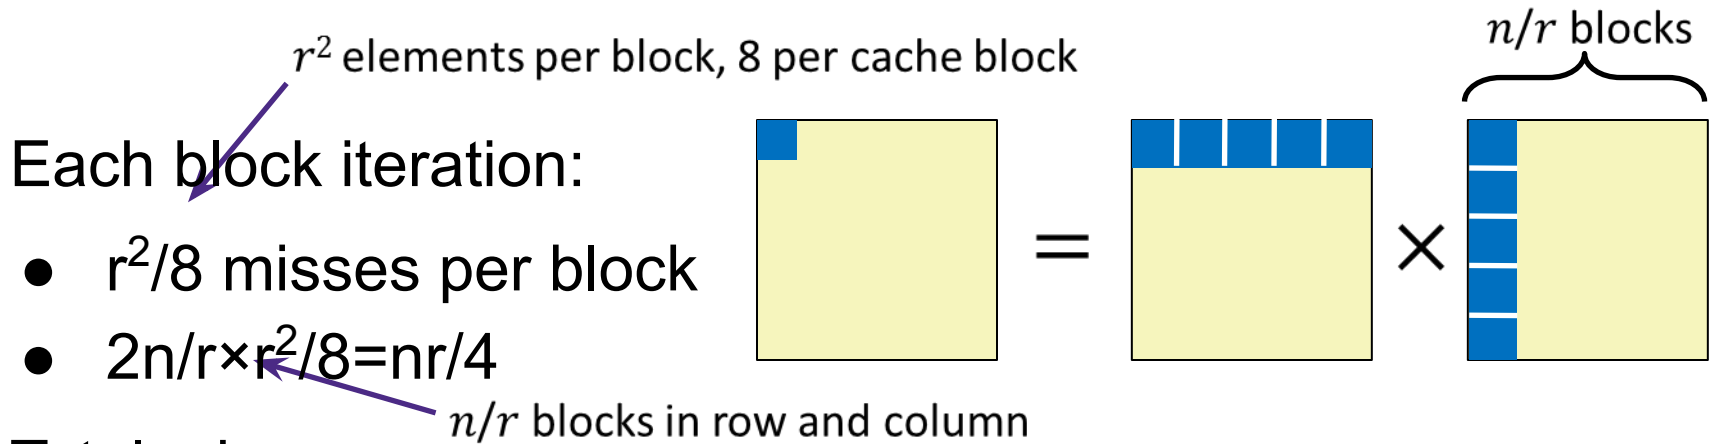 n/r blocks
r² elements per block, 8 per cache block
Each block iteration:
● r²/8 misses per block
= ×
● 2n/r×r²/8=nr/4
n/r blocks in row and column